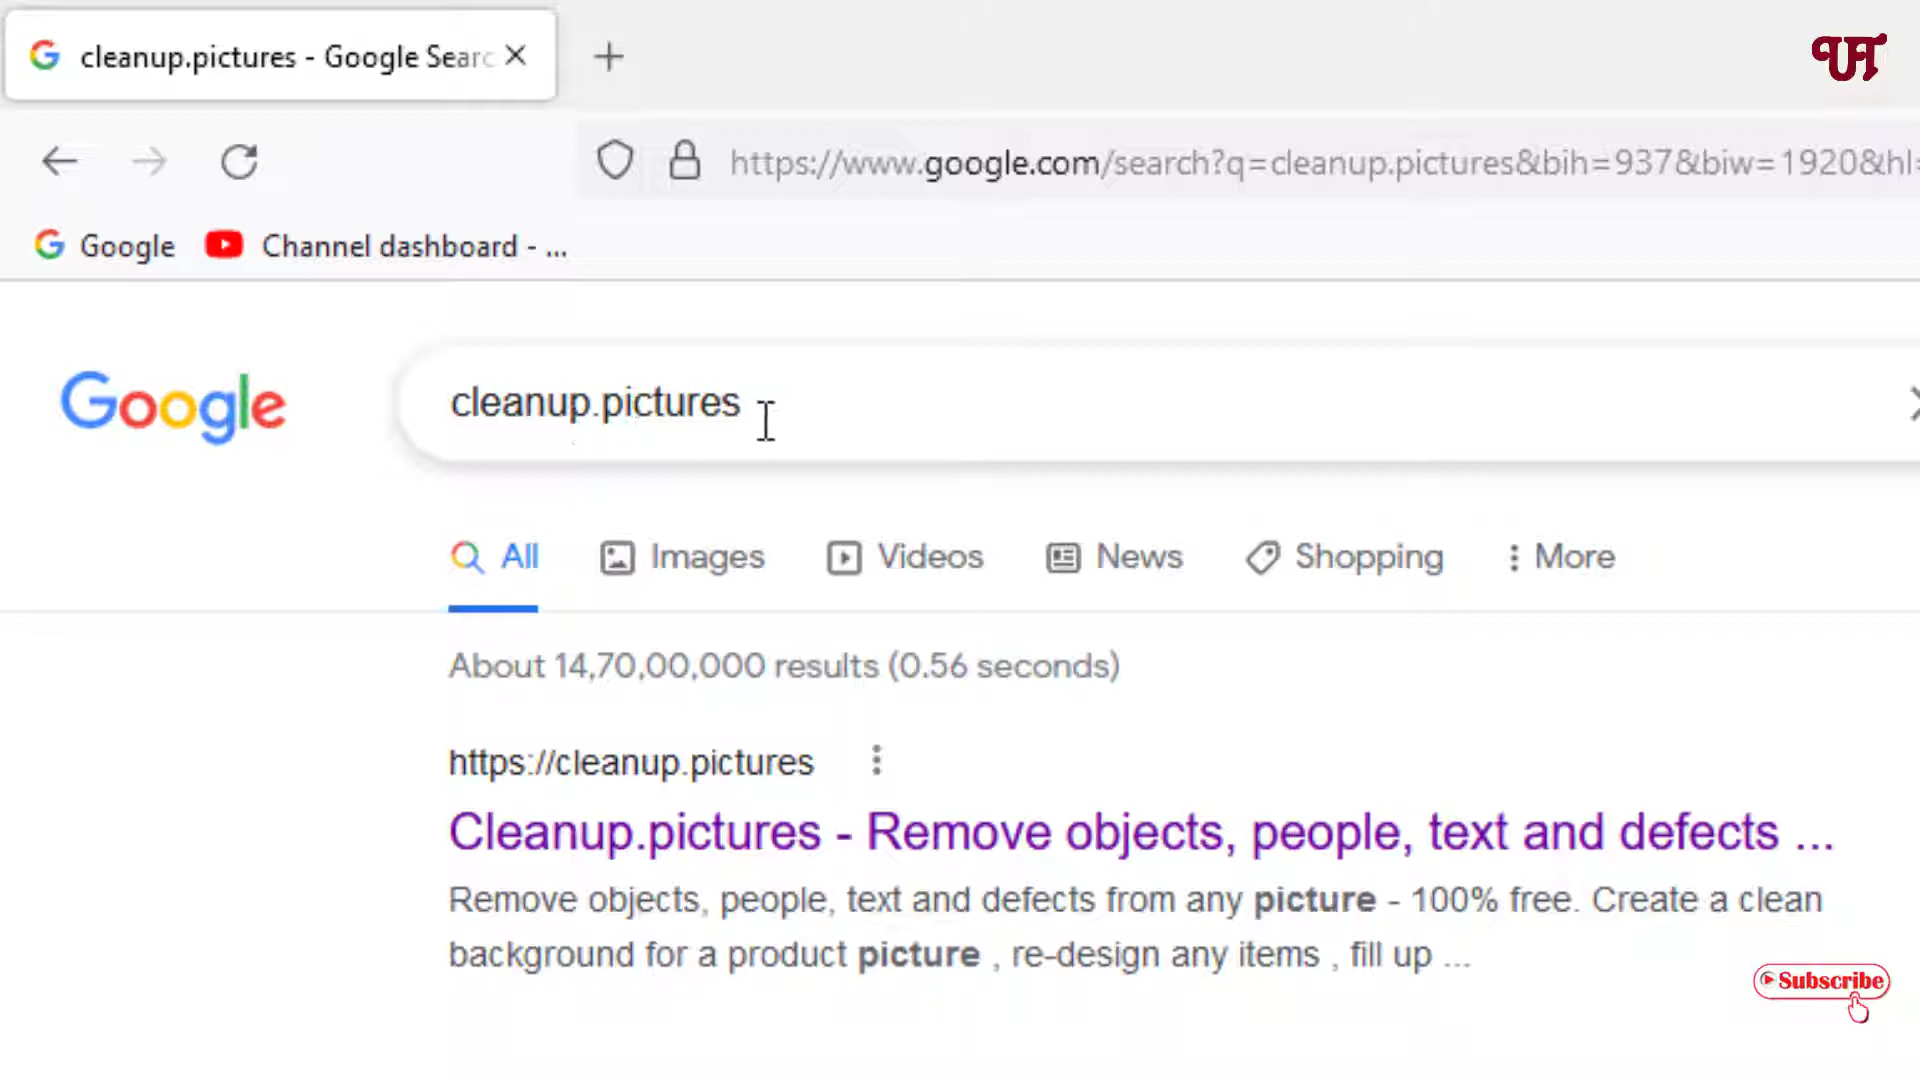 cleanup.pictures - Google Searc
https://www.google.com/search?q=cleanup.pictures&bih=937&biw=1920&hl=
Google Channel dashboard - ...
Google cleanup.pictures
All Images Videos News Shopping More
About 14,70,00,000 results (0.56 seconds)
https://cleanup.pictures
Cleanup.pictures - Remove objects, people, text and defects ...
Remove objects, people, text and defects from any picture - 100% free. Create a clean
background for a product picture , re-design any items , fill up ...
Subscribe